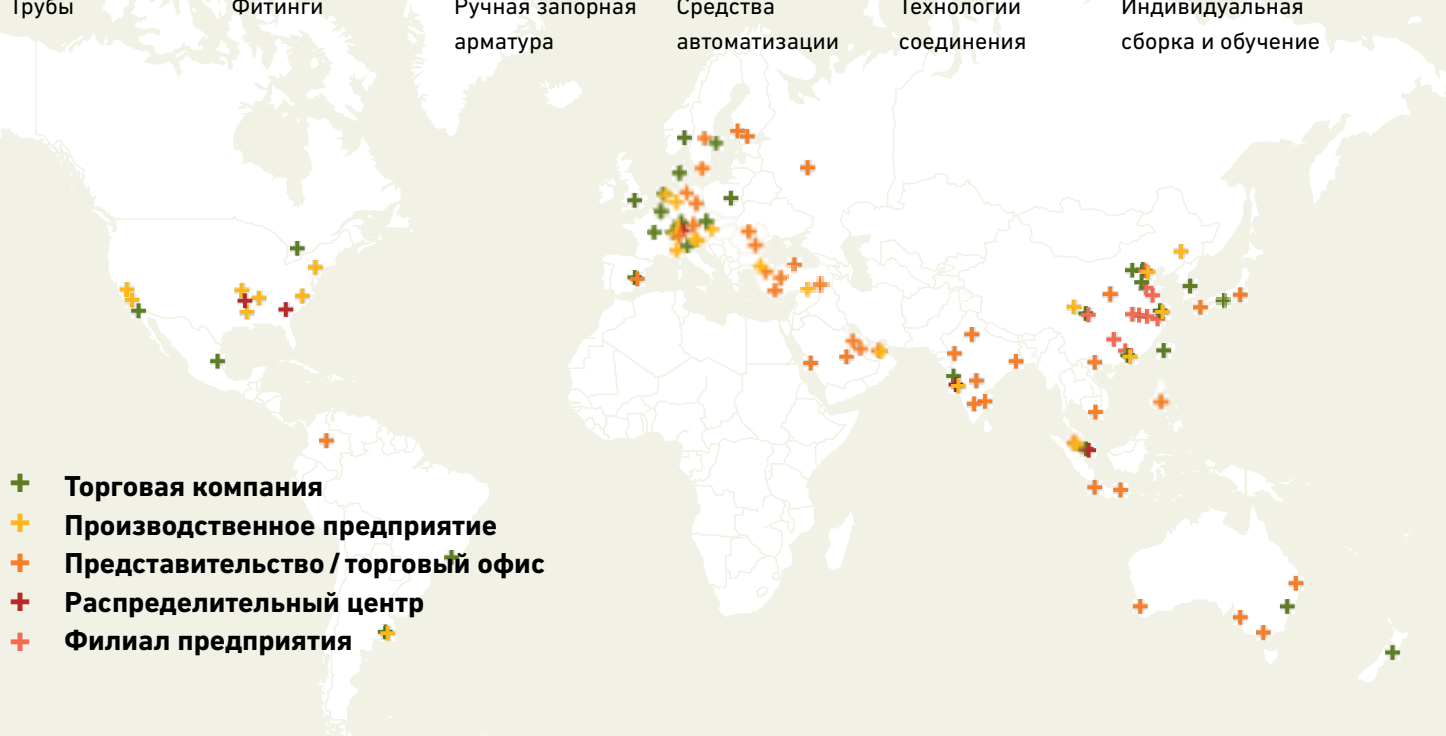 Трубы
Фитинги
Ручная запорная
арматура
Средства
автоматизации
Технологии
соединения
Индивидуальная
сборка и обучение
Торговая компания
Производственное предприятие
Представительство / торговый офис
Распределительный центр
Филиал предприятия